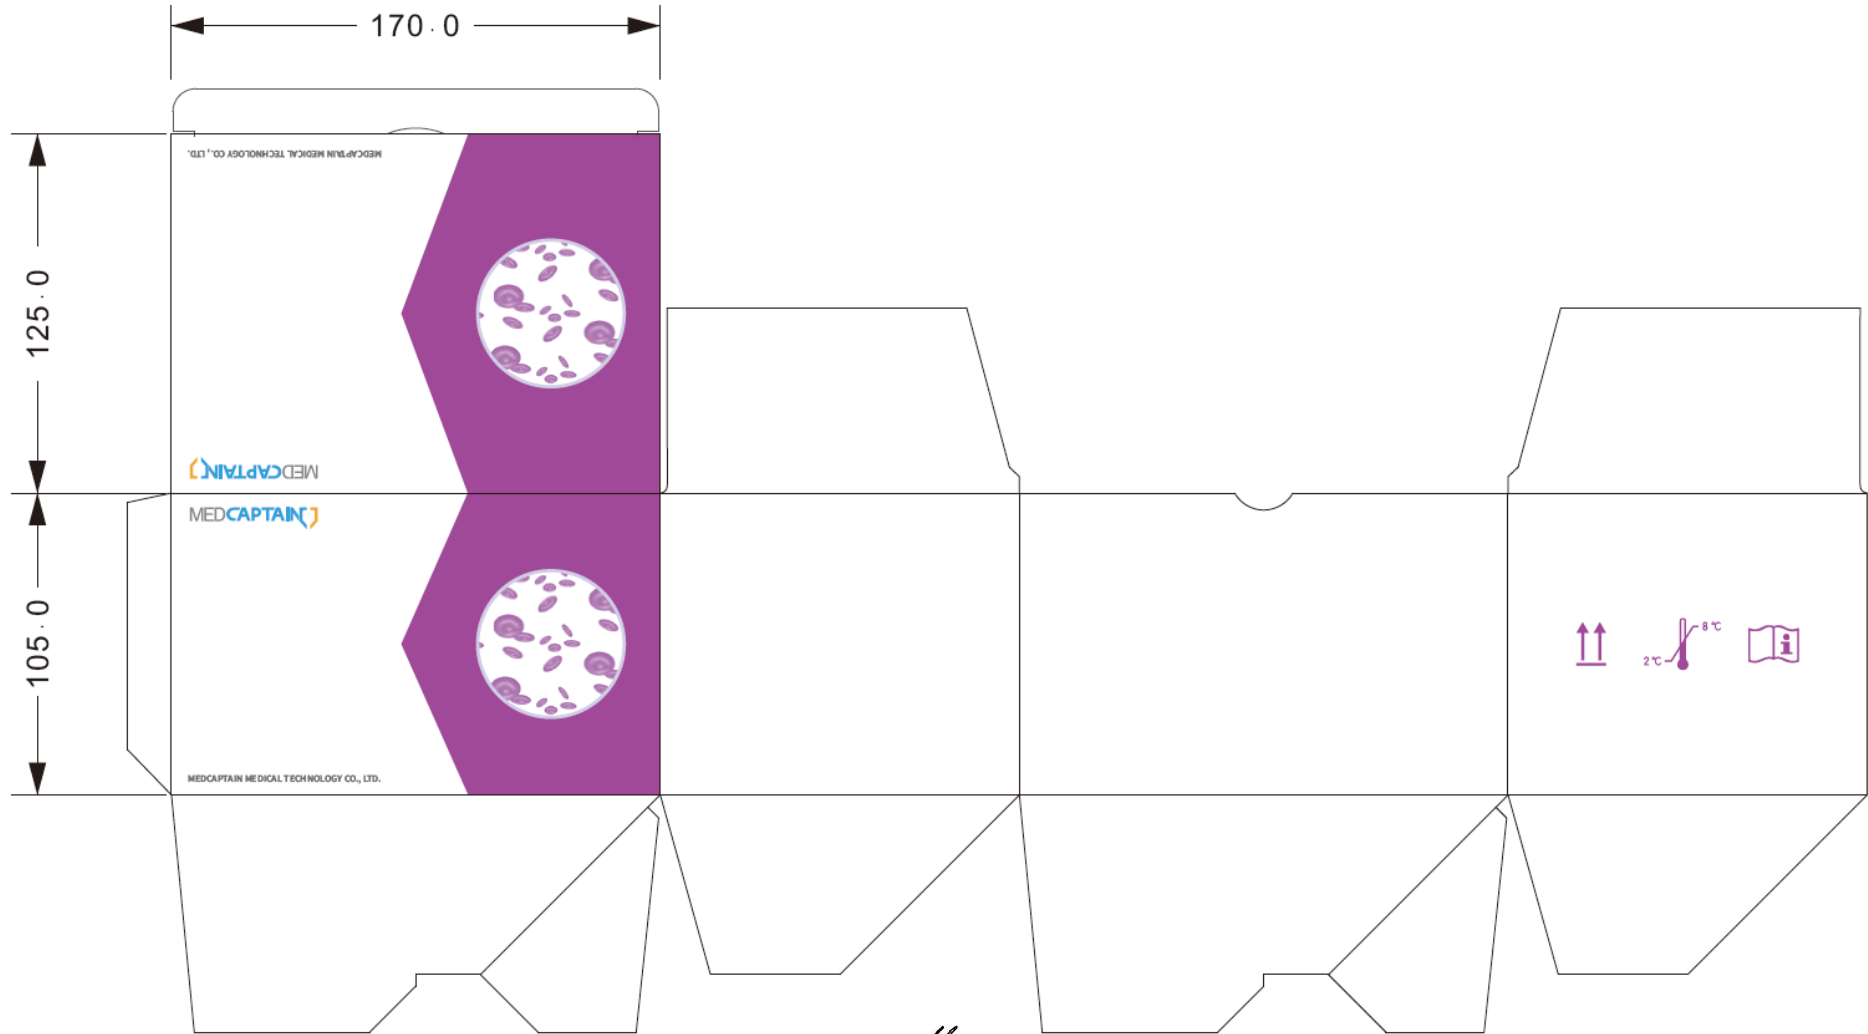 170.0
MEDCAPTAIN MEDICAL TECHNOLOGY CO., LTD.
125.0
MEDCAPTAIN
MEDCAPTAIN
105.0
8 ℃
2 ℃
i
MEDCAPTAIN MEDICAL TECHNOLOGY CO., LTD.